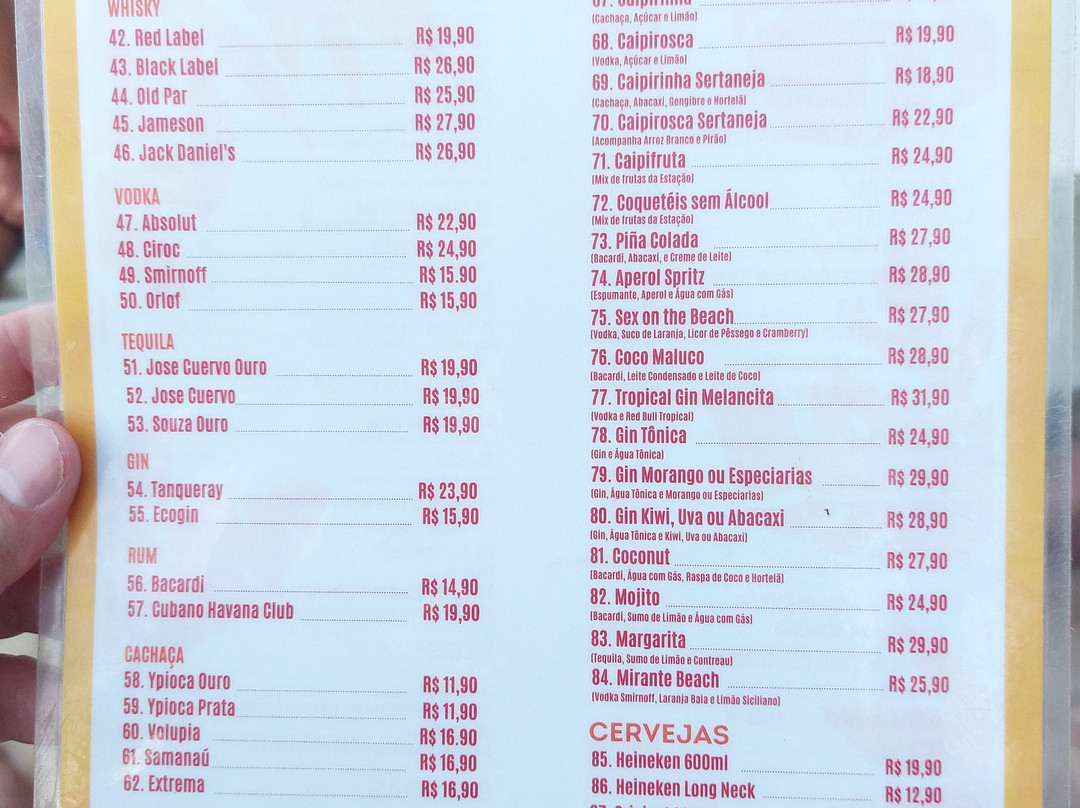 WHISKY
42. Red Label R$ 19,90
43. Black Label R$ 26,90
44. Old Par R$ 25,90
45. Jameson R$ 27,90
46. Jack Daniel's R$ 26,90
VODKA
47. Absolut R$ 22,90
48. Ciroc R$ 24,90
49. Smirnoff R$ 15.90
50. Orlof R$ 15,90
TEQUILA
51. Jose Cuervo Ouro R$ 19,90
52. Jose Cuervo R$ 19,90
53. Souza Ouro R$ 19,90
GIN
54. Tanqueray R$ 23,90
55. Ecogin R$ 15,90
RUM
56. Bacardi R$ 14,90
57. Cubano Havana Club R$ 19,90
CACHAÇA
58. Ypioca Ouro R$ 11,90
59. Ypioca Prata R$ 11,90
60. Volupia R$ 16.90
61. Samanaú R$ 16,90
62. Extrema R$ 16,90
67. Caipirinha
(Cachaça, Açúcar e Limão)
68. Caipirosca R$ 19,90
(Vodka, Açúcar e Limão)
69. Caipirinha Sertaneja R$ 18,90
(Cachaça, Abacaxi, Gengibre e Hortelã)
70. Caipirosca Sertaneja R$ 22,90
(Acompanha Arroz Branco e Pirão)
71. Caipifruta R$ 24,90
(Mix de frutas da Estação)
72. Coquetéis sem Álcool R$ 24,90
(Mix de frutas da Estação)
73. Piña Colada R$ 27,90
(Bacardi, Abacaxi, e Creme de Leite)
74. Aperol Spritz R$ 28,90
(Espumante, Aperol e Água com Gás)
75. Sex on the Beach R$ 27,90
(Vodka, Suco de Laranja, Licor de Pêssego e Cramberry)
76. Coco Maluco R$ 28,90
(Bacardi, Leite Condensado e Leite de Coco)
77. Tropical Gin Melancita R$ 31,90
(Vodka e Red Bull Tropical)
78. Gin Tônica R$ 24,90
(Gin e Água Tônica)
79. Gin Morango ou Especiarias R$ 29,90
(Gin, Água Tônica e Morango ou Especiarias)
80. Gin Kiwi, Uva ou Abacaxi R$ 28,90
(Gin, Água Tônica e Kiwi, Uva ou Abacaxi)
81. Coconut R$ 27,90
(Bacardi, Água com Gás, Raspa de Coco e Hortelã)
82. Mojito R$ 24,90
(Bacardi, Sumo de Limão e Água com Gás)
83. Margarita R$ 29,90
(Tequila, Sumo de Limão e Contreau)
84. Mirante Beach R$ 25,90
(Vodka Smirnoff, Laranja Baia e Limão Siciliano)
CERVEJAS
85. Heineken 600ml R$ 19,90
86. Heineken Long Neck R$ 12,90